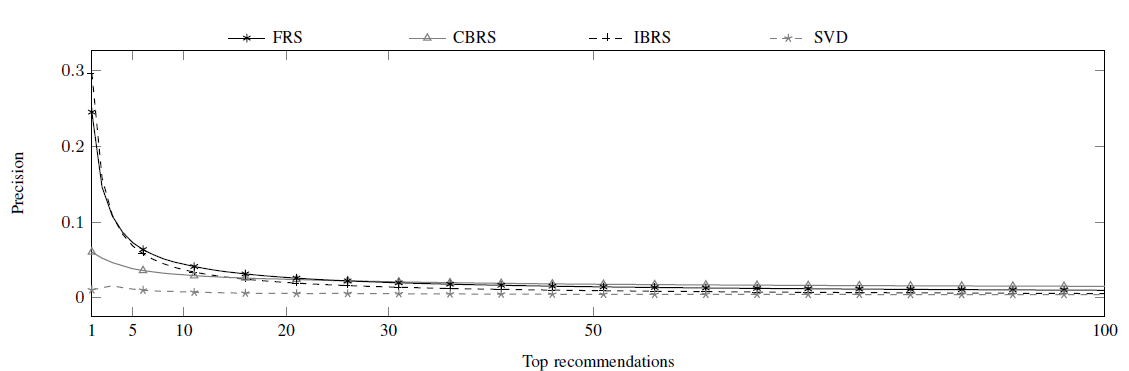 FRS CBRS IBRS SVD
0.3
0.2
0.1
0
Precision
1 5 10 20 30 50 100
Top recommendations